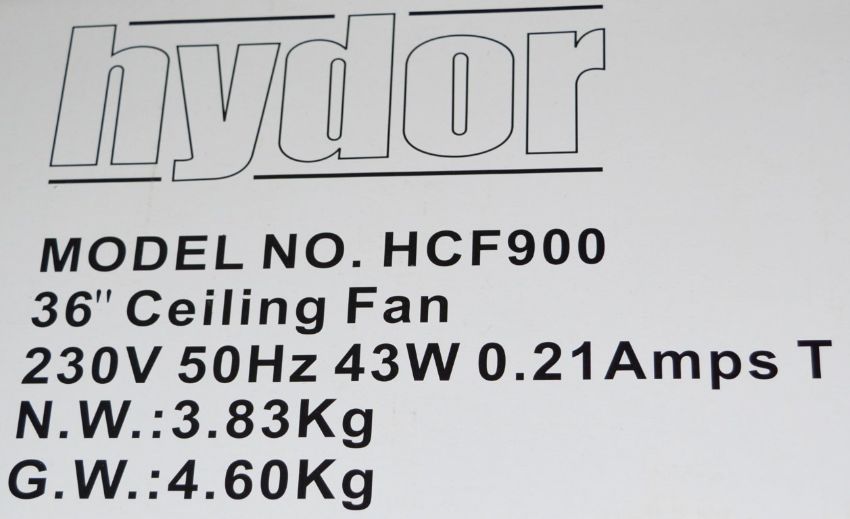 hydor
MODEL NO. HCF900
36" Ceiling Fan
230V 50Hz 43W 0.21Amps T
N.W.:3.83Kg
G.W.:4.60Kg